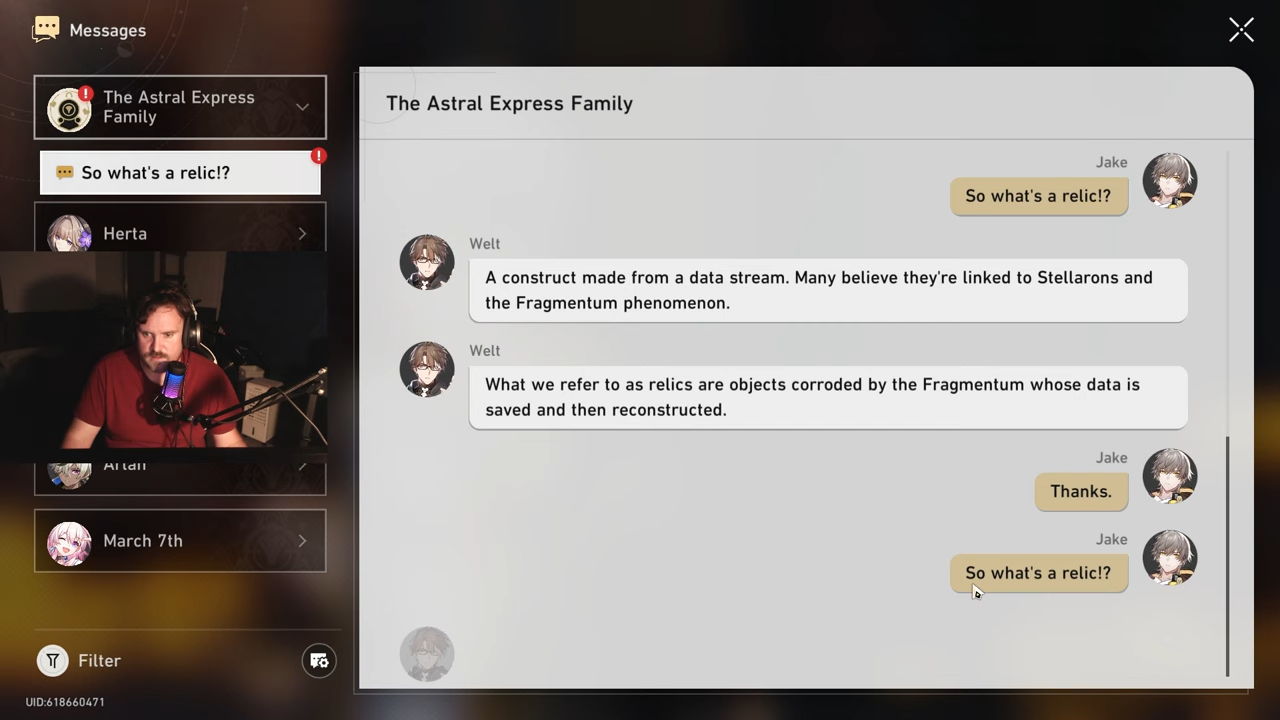 Messages
The Astral Express
Family
So what's a relic!?
Herta
Artan
March 7th
Filter
UID:618660471
The Astral Express Family
Jake
So what's a relic!?
Welt
A construct made from a data stream. Many believe they're linked to Stellarons and
the Fragmentum phenomenon.
Welt
What we refer to as relics are objects corroded by the Fragmentum whose data is
saved and then reconstructed.
Jake
Thanks.
Jake
So what's a relic!?